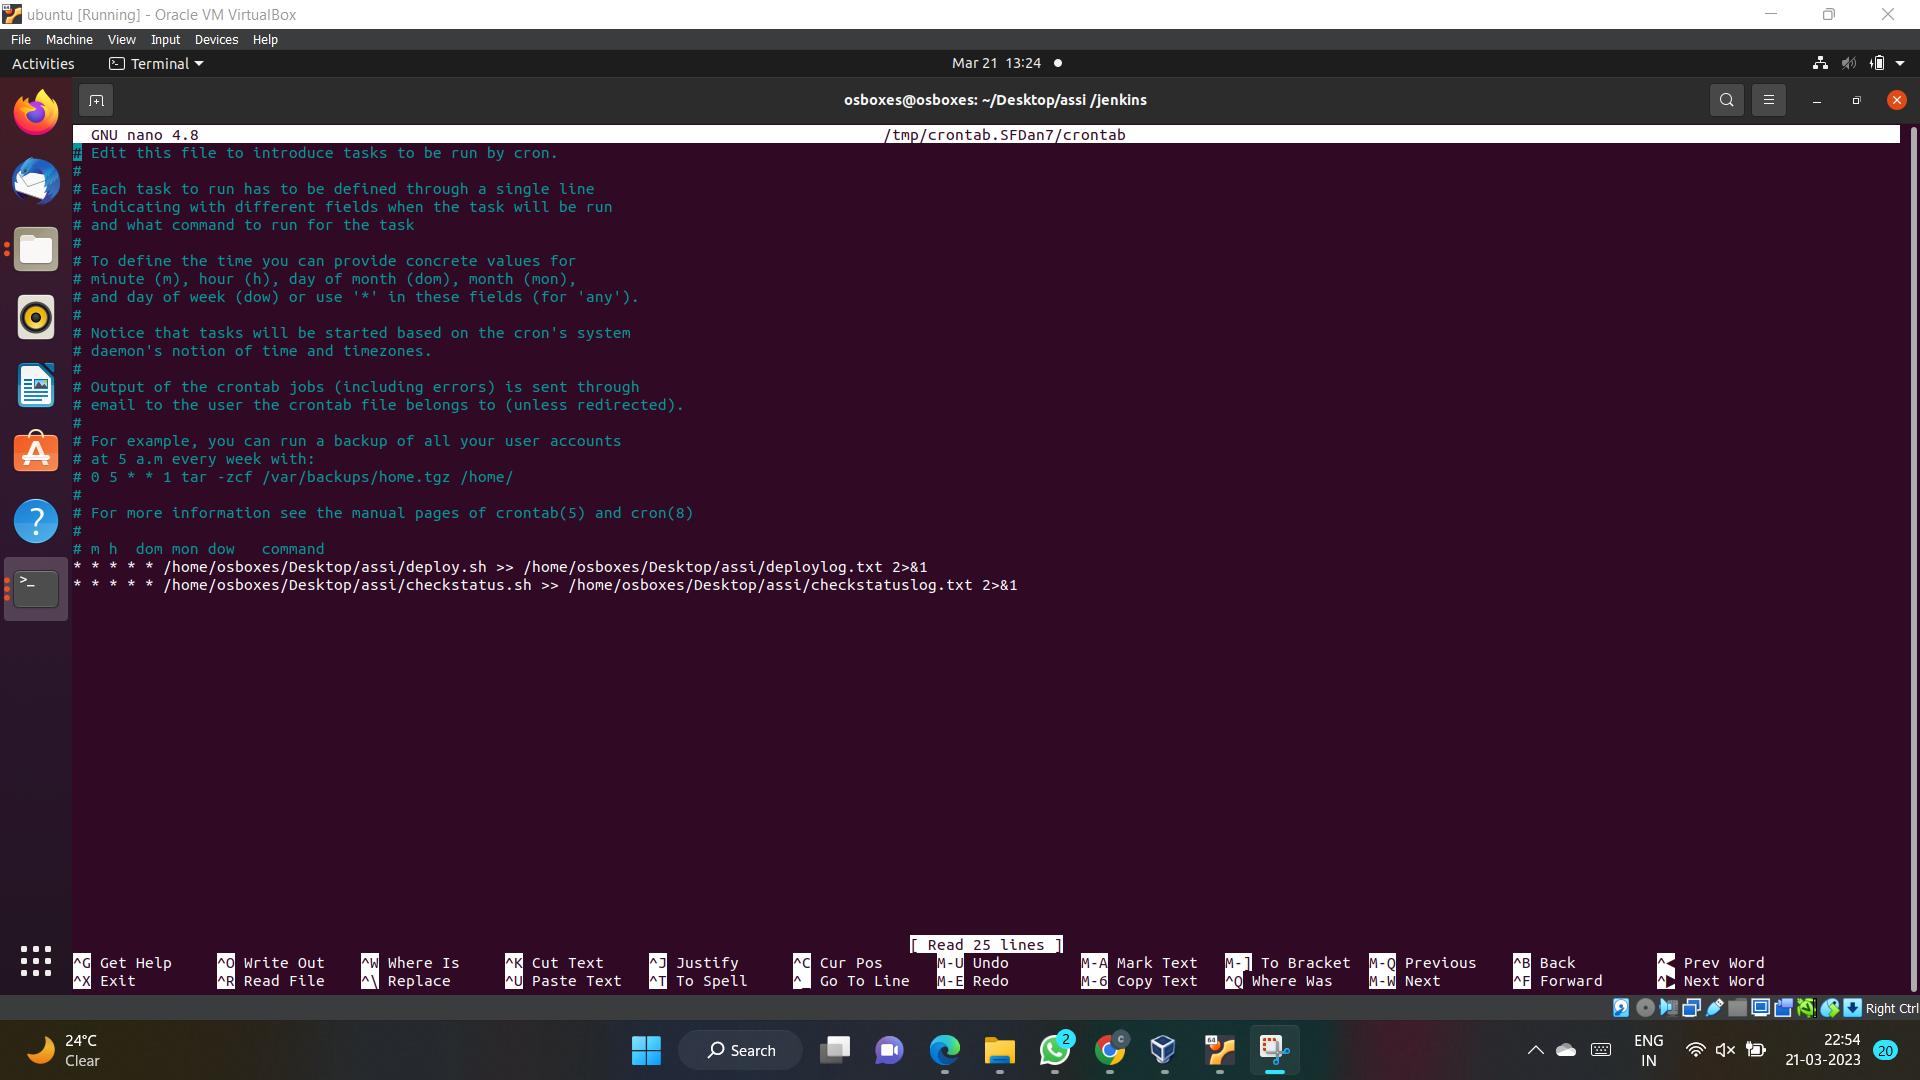 ubuntu [Running] - Oracle VM VirtualBox
File Machine View Input Devices Help
Activities Terminal Mar 21 13:24
osboxes@osboxes: ~/Desktop/assi /jenkins
GNU nano 4.8 /tmp/crontab.SFDan7/crontab
# Edit this file to introduce tasks to be run by cron.
#
# Each task to run has to be defined through a single line
# indicating with different fields when the task will be run
# and what command to run for the task
#
# To define the time you can provide concrete values for
# minute (m), hour (h), day of month (dom), month (mon),
# and day of week (dow) or use '*' in these fields (for 'any').
#
# Notice that tasks will be started based on the cron's system
# daemon's notion of time and timezones.
#
# Output of the crontab jobs (including errors) is sent through
# email to the user the crontab file belongs to (unless redirected).
#
# For example, you can run a backup of all your user accounts
# at 5 a.m every week with:
# 0 5 * * 1 tar -zcf /var/backups/home.tgz /home/
#
# For more information see the manual pages of crontab(5) and cron(8)
#
# m h  dom mon dow   command
* * * * * /home/osboxes/Desktop/assi/deploy.sh >> /home/osboxes/Desktop/assi/deploylog.txt 2>&1
* * * * * /home/osboxes/Desktop/assi/checkstatus.sh >> /home/osboxes/Desktop/assi/checkstatuslog.txt 2>&1
[ Read 25 lines ]
^G Get Help ^O Write Out ^W Where Is ^K Cut Text ^J Justify ^C Cur Pos M-U Undo M-A Mark Text M-] To Bracket M-Q Previous ^B Back ^◀ Prev Word
^X Exit ^R Read File ^\ Replace ^U Paste Text ^T To Spell ^_ Go To Line M-E Redo M-6 Copy Text ^Q Where Was M-W Next ^F Forward ^▶ Next Word
Right Ctrl
24°C
Clear
Search
2
64
C
ENG
IN
22:54
21-03-2023
20